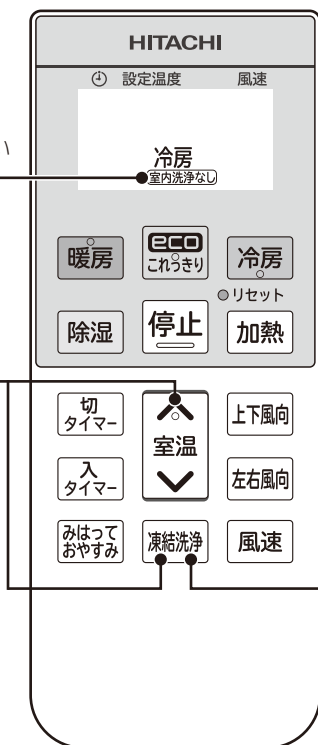 HITACHI
設定温度 風速
い
冷房
室内洗浄なし
暖房
eco
これっきり
冷房
リセット
除湿
停止
加熱
切
タイマー
室温
上下風向
入
タイマー
左右風向
みはって
おやすみ
凍結洗浄
風速